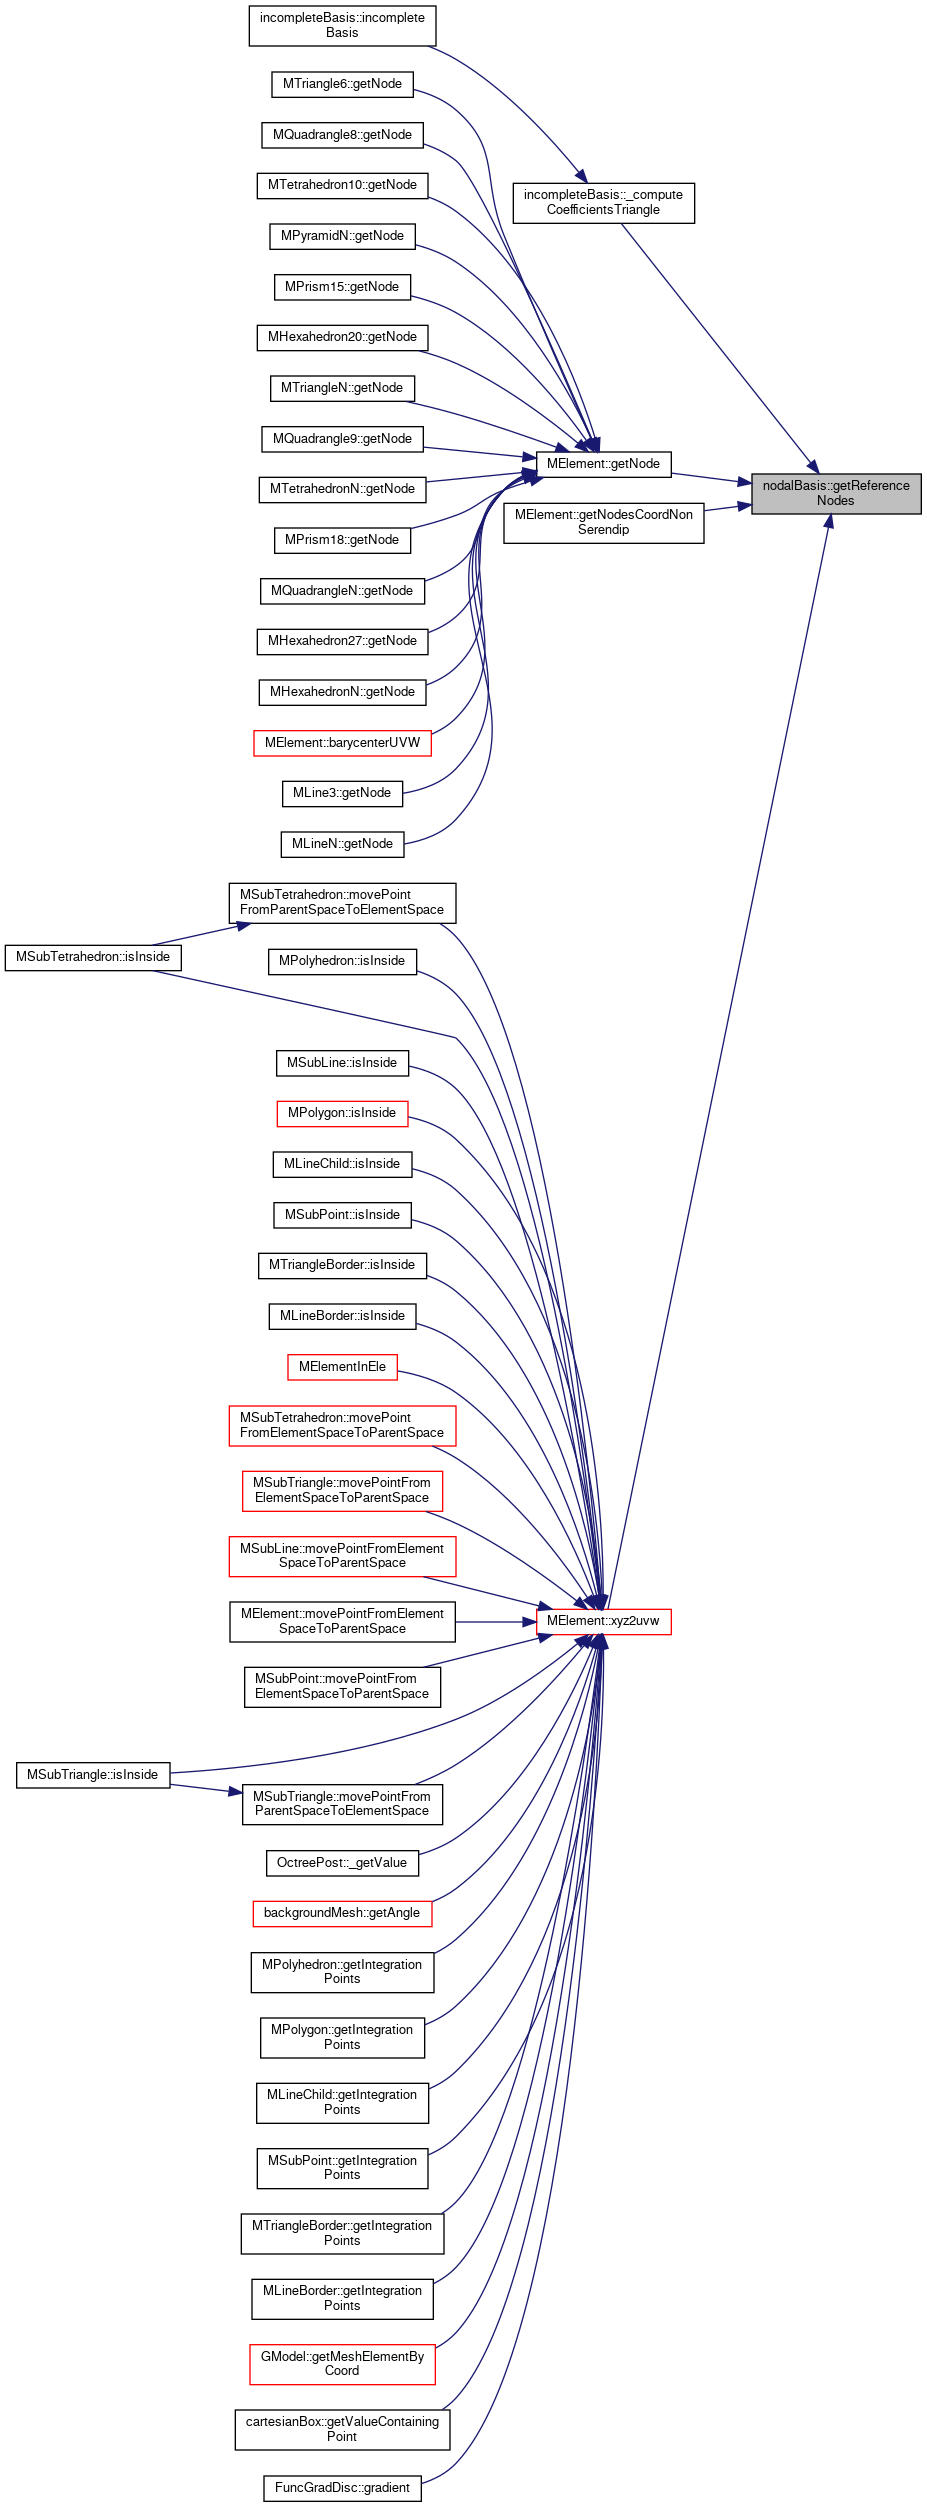 incompleteBasis::incomplete
Basis
MTriangle6::getNode
MQuadrangle8::getNode
MTetrahedron10::getNode
incompleteBasis::_compute
CoefficientsTriangle
MPyramidN::getNode
MPrism15::getNode
MHexahedron20::getNode
MTriangleN::getNode
MQuadrangle9::getNode
MElement::getNode
MTetrahedronN::getNode
nodalBasis::getReference
Nodes
MElement::getNodesCoordNon
Serendip
MPrism18::getNode
MQuadrangleN::getNode
MHexahedron27::getNode
MHexahedronN::getNode
MElement::barycenterUVW
MLine3::getNode
MLineN::getNode
MSubTetrahedron::movePoint
FromParentSpaceToElementSpace
MSubTetrahedron::isInside
MPolyhedron::isInside
MSubLine::isInside
MPolygon::isInside
MLineChild::isInside
MSubPoint::isInside
MTriangleBorder::isInside
MLineBorder::isInside
MElementInEle
MSubTetrahedron::movePoint
FromElementSpaceToParentSpace
MSubTriangle::movePointFrom
ElementSpaceToParentSpace
MSubLine::movePointFromElement
SpaceToParentSpace
MElement::xyz2uvw
MElement::movePointFromElement
SpaceToParentSpace
MSubPoint::movePointFrom
ElementSpaceToParentSpace
MSubTriangle::isInside
MSubTriangle::movePointFrom
ParentSpaceToElementSpace
OctreePost::_getValue
backgroundMesh::getAngle
MPolyhedron::getIntegration
Points
MPolygon::getIntegration
Points
MLineChild::getIntegration
Points
MSubPoint::getIntegration
Points
MTriangleBorder::getIntegration
Points
MLineBorder::getIntegration
Points
GModel::getMeshElementBy
Coord
cartesianBox::getValueContaining
Point
FuncGradDisc::gradient